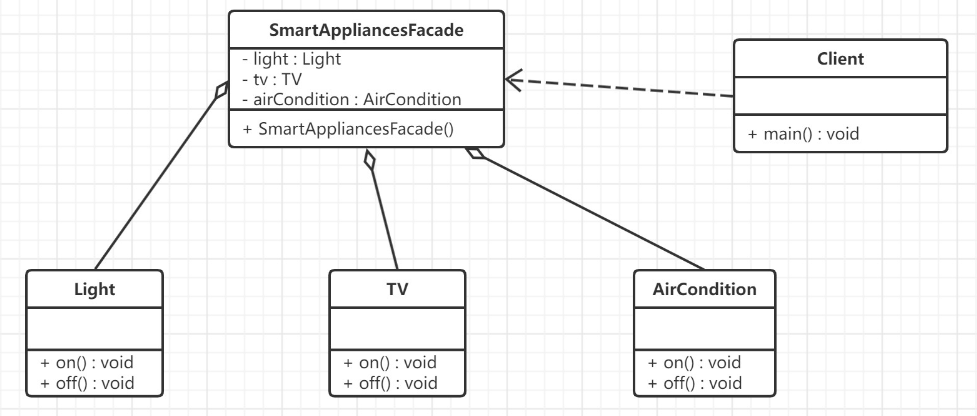 SmartAppliancesFacade
- light : Light
- tv : TV
- airCondition : AirCondition
+ SmartAppliancesFacade()
Client
+ main() : void
Light
+ on() : void
+ off() : void
TV
+ on() : void
+ off() : void
AirCondition
+ on() : void
+ off() : void